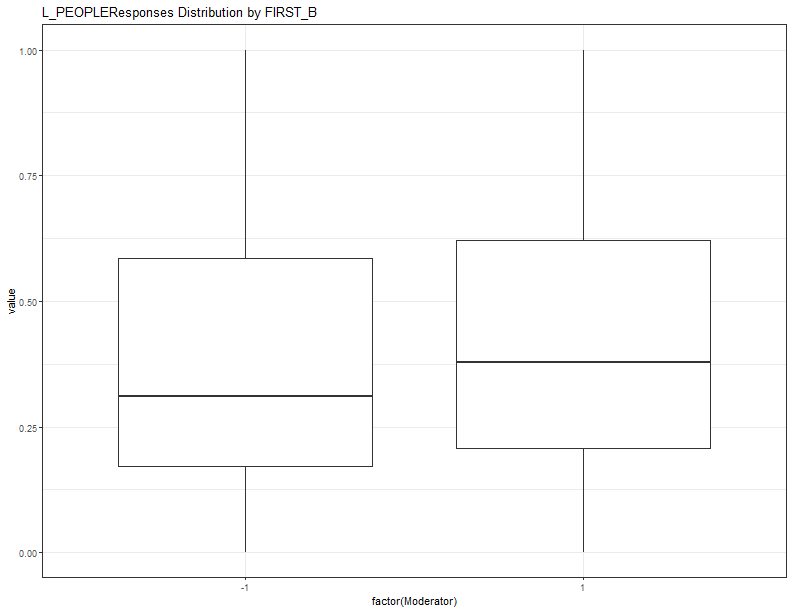 L_PEOPLEResponses Distribution by FIRST_B
1.00
0.75
0.50
0.25
0.00
value
-1
1
factor(Moderator)